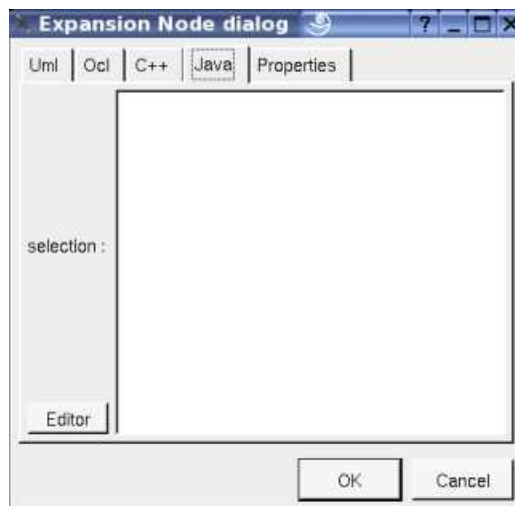 Expansion Node dialog ? _ □ X
Uml Ocl C++ Java Properties
selection :
Editor
OK Cancel